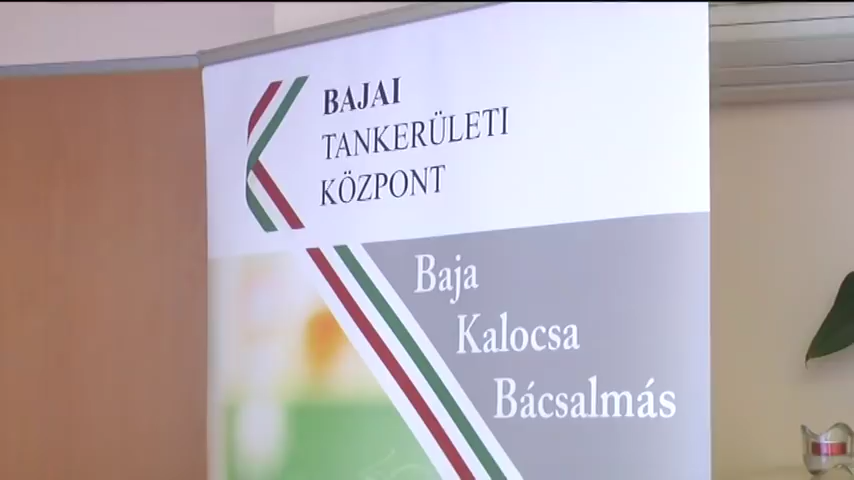 BAJAI
TANKERÜLETI
KÖZPONT
Baja
Kalocsa
Bácsalmás